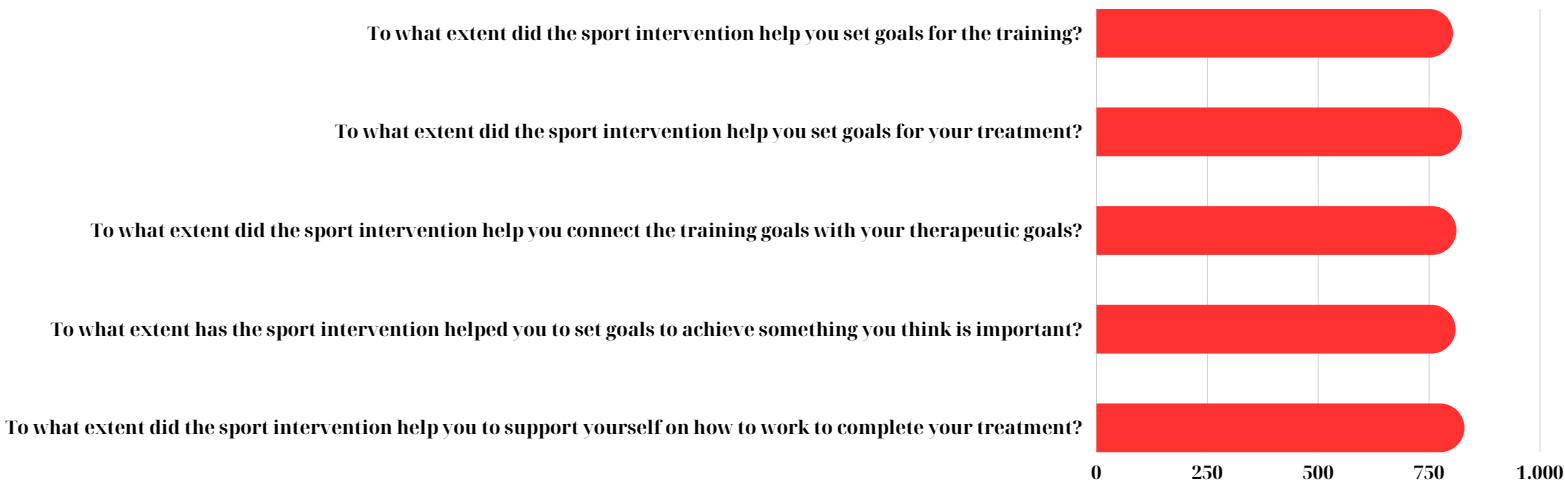 To what extent did the sport intervention help you set goals for the training?
To what extent did the sport intervention help you set goals for your treatment?
To what extent did the sport intervention help you connect the training goals with your therapeutic goals?
To what extent has the sport intervention helped you to set goals to achieve something you think is important?
To what extent did the sport intervention help you to support yourself on how to work to complete your treatment?
0 250 500 750 1.000